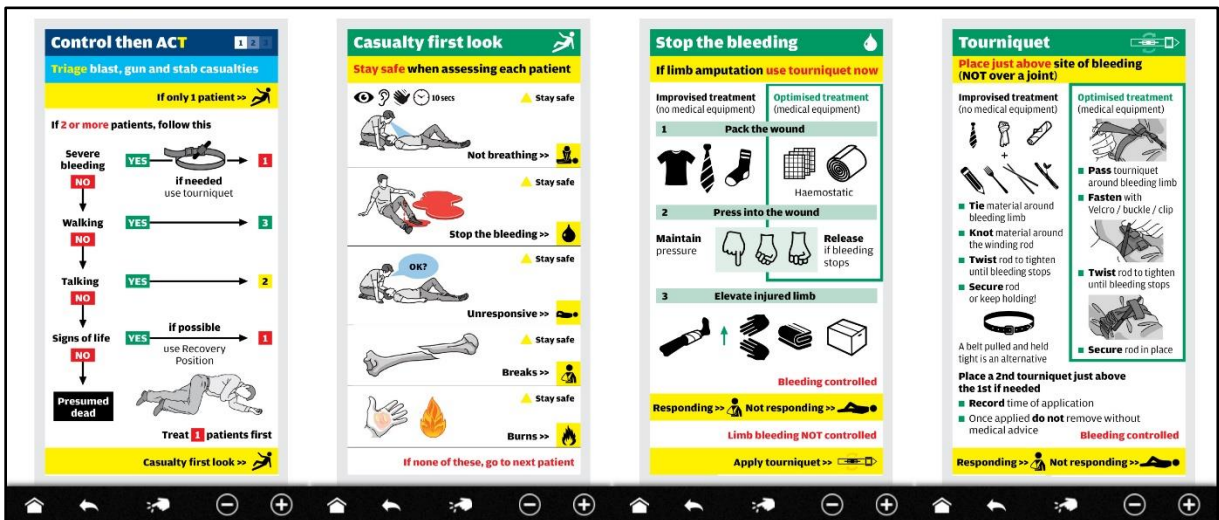 Control then ACT
1 2 3
Triage blast, gun and stab casualties
If only 1 patient >>
If 2 or more patients, follow this
Severe
bleeding
YES
1
if needed
use tourniquet
NO
Walking
YES
3
NO
Talking
YES
2
NO
Signs of life
YES
if possible
use Recovery
Position
1
NO
Presumed
dead
Treat 1 patients first
Casualty first look >>
Casualty first look
Stay safe when assessing each patient
10 secs
Stay safe
Not breathing >>
Stay safe
Stop the bleeding >>
Stay safe
OK?
Unresponsive >>
Stay safe
Breaks >>
Stay safe
Burns >>
If none of these, go to next patient
Stop the bleeding
If limb amputation use tourniquet now
Improvised treatment
(no medical equipment)
Optimised treatment
(medical equipment)
1 Pack the wound
Haemostatic
2 Press into the wound
Maintain
pressure
Release
if bleeding
stops
3 Elevate injured limb
Bleeding controlled
Responding >> Not responding >>
Limb bleeding NOT controlled
Apply tourniquet >>
Tourniquet
Place just above site of bleeding
(NOT over a joint)
Improvised treatment
(no medical equipment)
+
Tie material around
bleeding limb
Knot material around
the winding rod
Twist rod to tighten
until bleeding stops
Secure rod
or keep holding!
A belt pulled and held
tight is an alternative
Optimised treatment
(medical equipment)
Pass tourniquet
around bleeding limb
Fasten with
Velcro / buckle / clip
Twist rod to tighten
until bleeding stops
Secure rod in place
Place a 2nd tourniquet just above
the 1st if needed
Record time of application
Once applied do not remove without
medical advice
Bleeding controlled
Responding >> Not responding >>